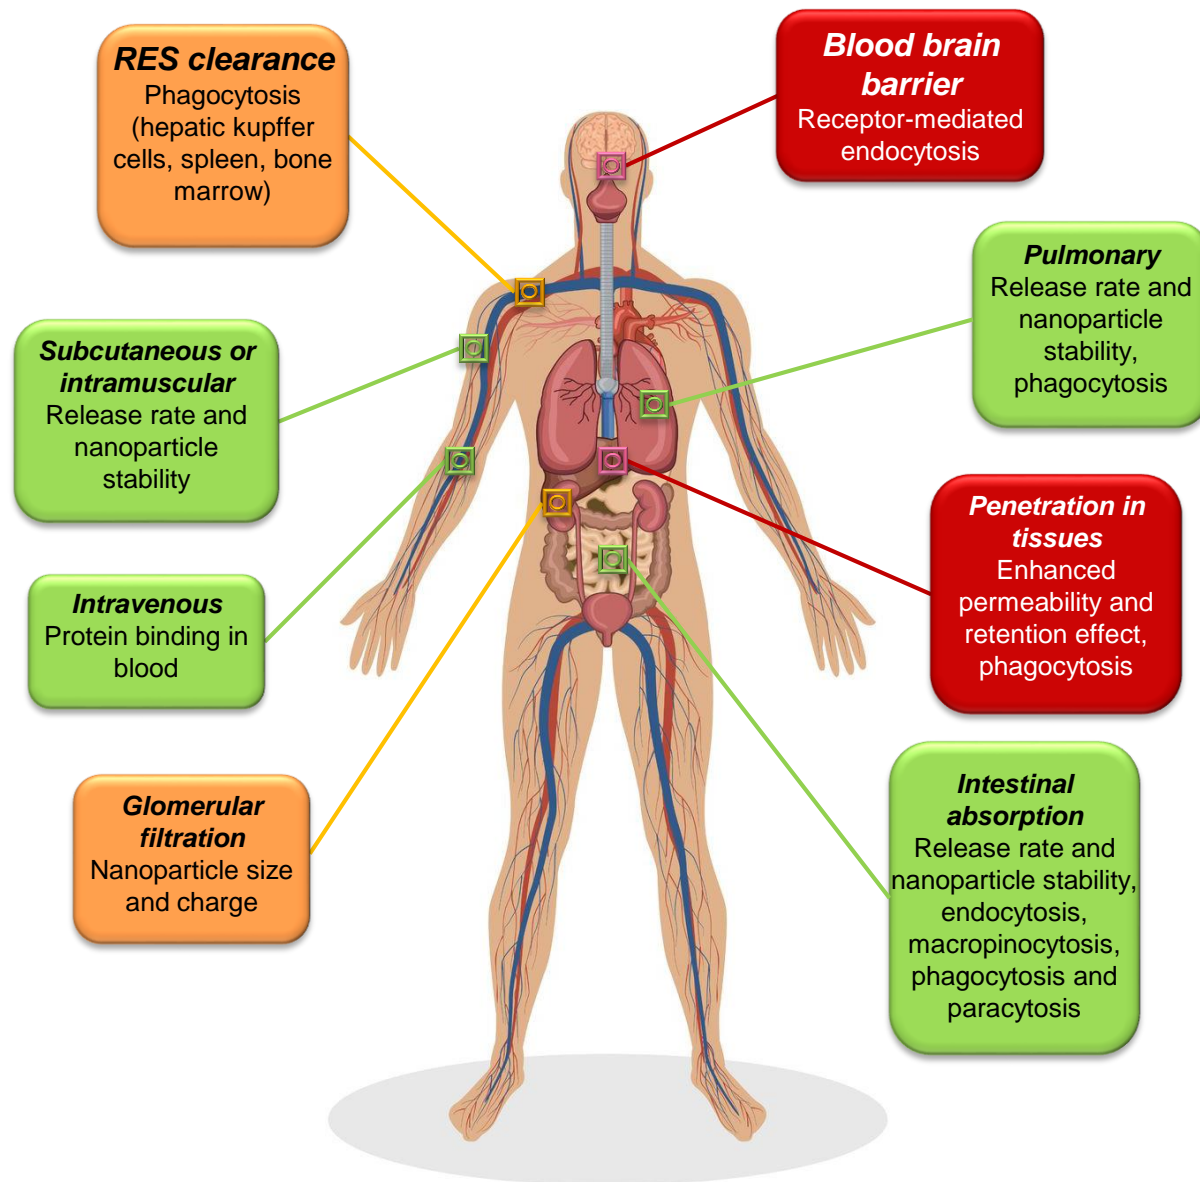 RES clearance
Phagocytosis
(hepatic kupffer
cells, spleen, bone
marrow)
Blood brain
barrier
Receptor-mediated
endocytosis
Pulmonary
Release rate and
nanoparticle
stability,
phagocytosis
Subcutaneous or
intramuscular
Release rate and
nanoparticle
stability
Penetration in
tissues
Enhanced
permeability and
retention effect,
phagocytosis
Intravenous
Protein binding in
blood
Glomerular
filtration
Nanoparticle size
and charge
Intestinal
absorption
Release rate and
nanoparticle stability,
endocytosis,
macropinocytosis,
phagocytosis and
paracytosis